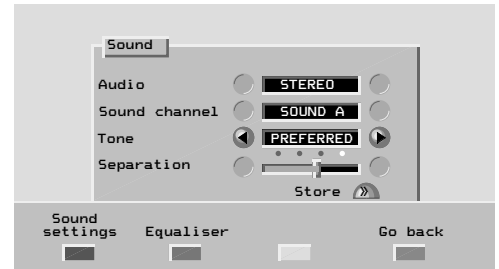 Sound
Audio STEREO
Sound channel SOUND A
Tone PREFERRED
Separation
Store
Sound
settings Equaliser Go back